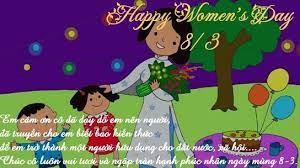 Happy Women's Day
8/3
Em cảm ơn cô đã dạy dỗ em nên người
đã truyền cho em biết bao kiến thức
để em trở thành một người hữu dụng cho đất nước, xã hội....
Chúc cô luôn vui tươi và ngập tràn hạnh phúc nhân ngày mùng 8-3